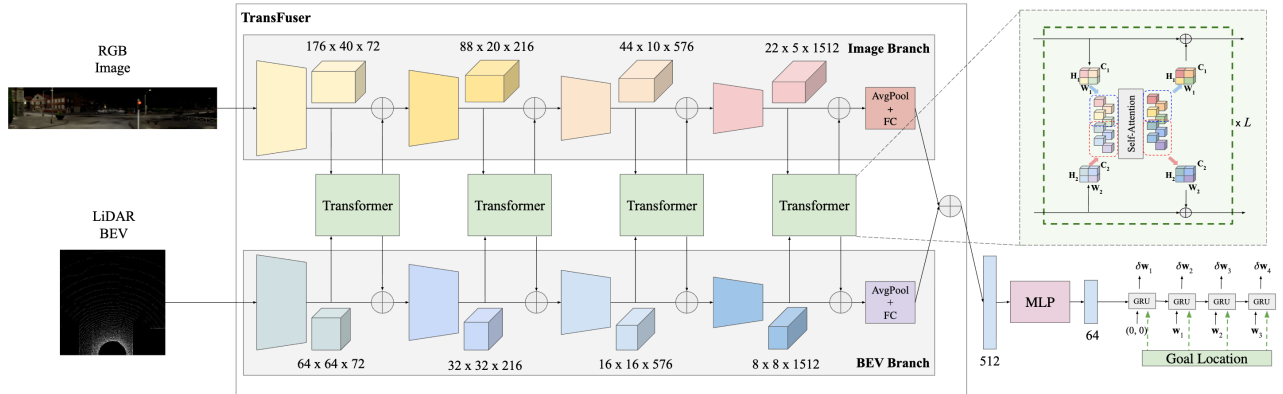 TransFuser
RGB
Image
176 x 40 x 72
88 x 20 x 216
44 x 10 x 576
22 x 5 x 1512
Image Branch
AvgPool
+
FC
Transformer
Transformer
Transformer
Transformer
LiDAR
BEV
64 x 64 x 72
32 x 32 x 216
16 x 16 x 576
8 x 8 x 1512
AvgPool
+
FC
BEV Branch
H₁
C₁
W₁
C₁
H₁
W₁
Self-Attention
x L
H₂
C₂
W₂
C₂
H₂
W₂
512
MLP
64
δw₁
δw₂
δw₃
δw₄
GRU
GRU
GRU
GRU
(0, 0)
w₁
w₂
w₃
Goal Location